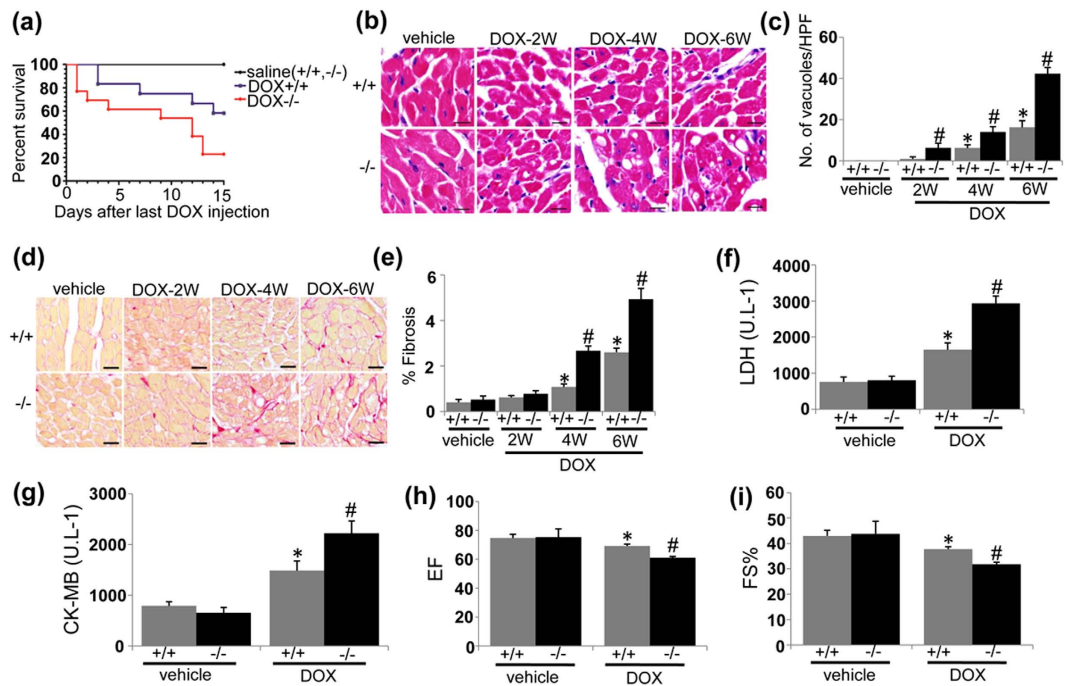 (a)
Percent survival
100
80
60
40
20
0
0 5 10 15
Days after last DOX injection
saline(+/+,-/-)
DOX+/+
DOX-/-
(b)
vehicle DOX-2W DOX-4W DOX-6W
+/+
-/-
(c)
No. of vacuoles/HPF
50
40
30
20
10
0
# * # * #
+/+ -/- +/+ -/- +/+ -/- +/+ -/-
vehicle 2W 4W 6W
DOX
(d)
vehicle DOX-2W DOX-4W DOX-6W
+/+
-/-
(e)
% Fibrosis
6
4
2
0
* # * #
+/+ -/- +/+ -/- +/+ -/- +/+ -/-
vehicle 2W 4W 6W
DOX
(f)
LDH (U.L-1)
4000
3000
2000
1000
0
* #
+/+ -/- +/+ -/-
vehicle DOX
(g)
CK-MB (U.L-1)
3000
2000
1000
0
* #
+/+ -/- +/+ -/-
vehicle DOX
(h)
EF
100
80
60
40
20
0
* #
+/+ -/- +/+ -/-
vehicle DOX
(i)
FS%
60
50
40
30
20
10
0
* #
+/+ -/- +/+ -/-
vehicle DOX